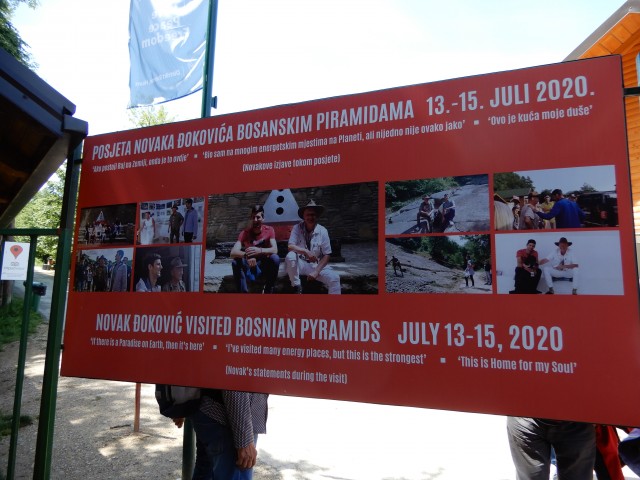 peace
freedom
POSJETA NOVAKA ĐOKOVIĆA BOSANSKIM PIRAMIDAMA 13.-15. JULI 2020.
'Ako postoji Raj na Zemlji, onda je to ovdje' ▪ 'Bio sam na mnogim energetskim mjestima na Planeti, ali nijedno nije ovako jako' ▪ 'Ovo je kuća moje duše'
(Novakove izjave tokom posjete)
NOVAK ĐOKOVIĆ VISITED BOSNIAN PYRAMIDS JULY 13-15, 2020
'If there is a Paradise on Earth, then it's here' ▪ 'I've visited many energy places, but this is the strongest' ▪ 'This is Home for my Soul'
(Novak's statements during the visit)